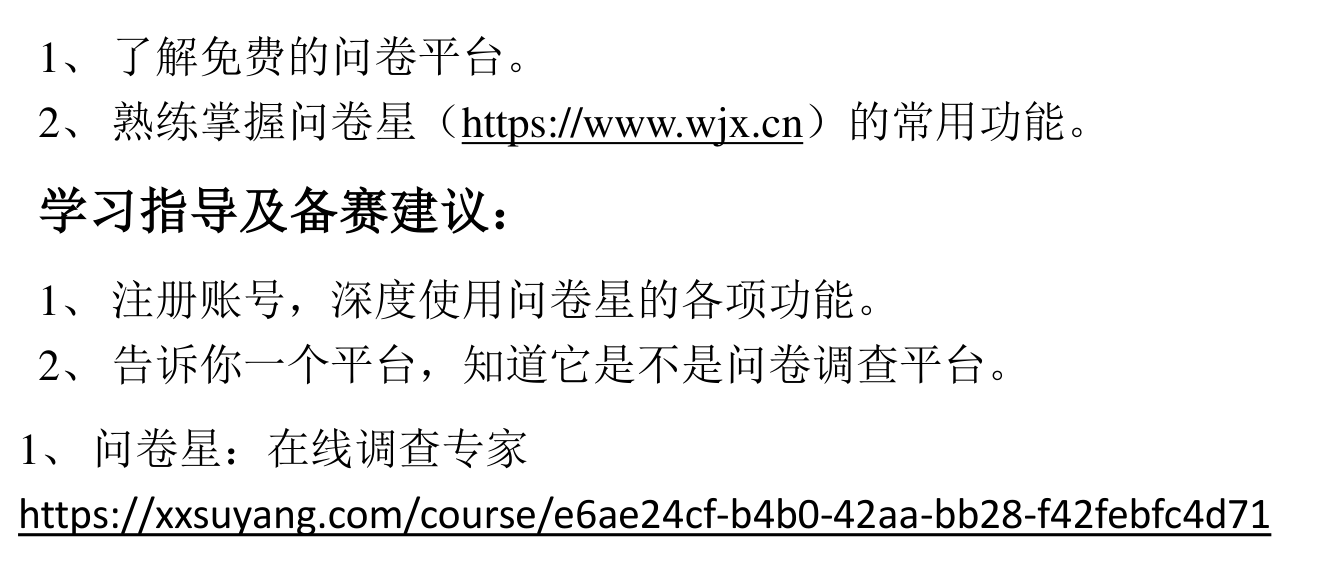 1、 了解免费的问卷平台。
2、 熟练掌握问卷星（https://www.wjx.cn）的常用功能。
学习指导及备赛建议：
1、 注册账号，深度使用问卷星的各项功能。
2、 告诉你一个平台，知道它是不是问卷调查平台。
1、 问卷星：在线调查专家
https://xxsuyang.com/course/e6ae24cf-b4b0-42aa-bb28-f42febfc4d71